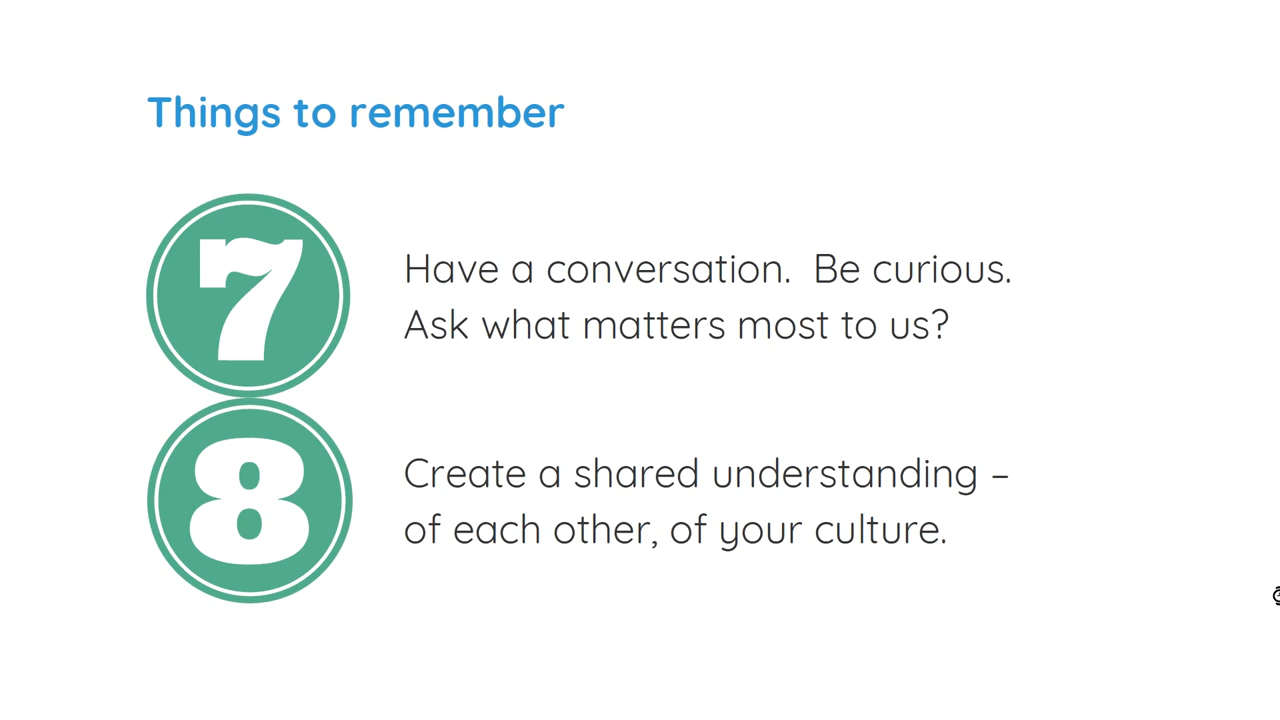 Things to remember
7
Have a conversation.  Be curious.
Ask what matters most to us?
8
Create a shared understanding –
of each other, of your culture.